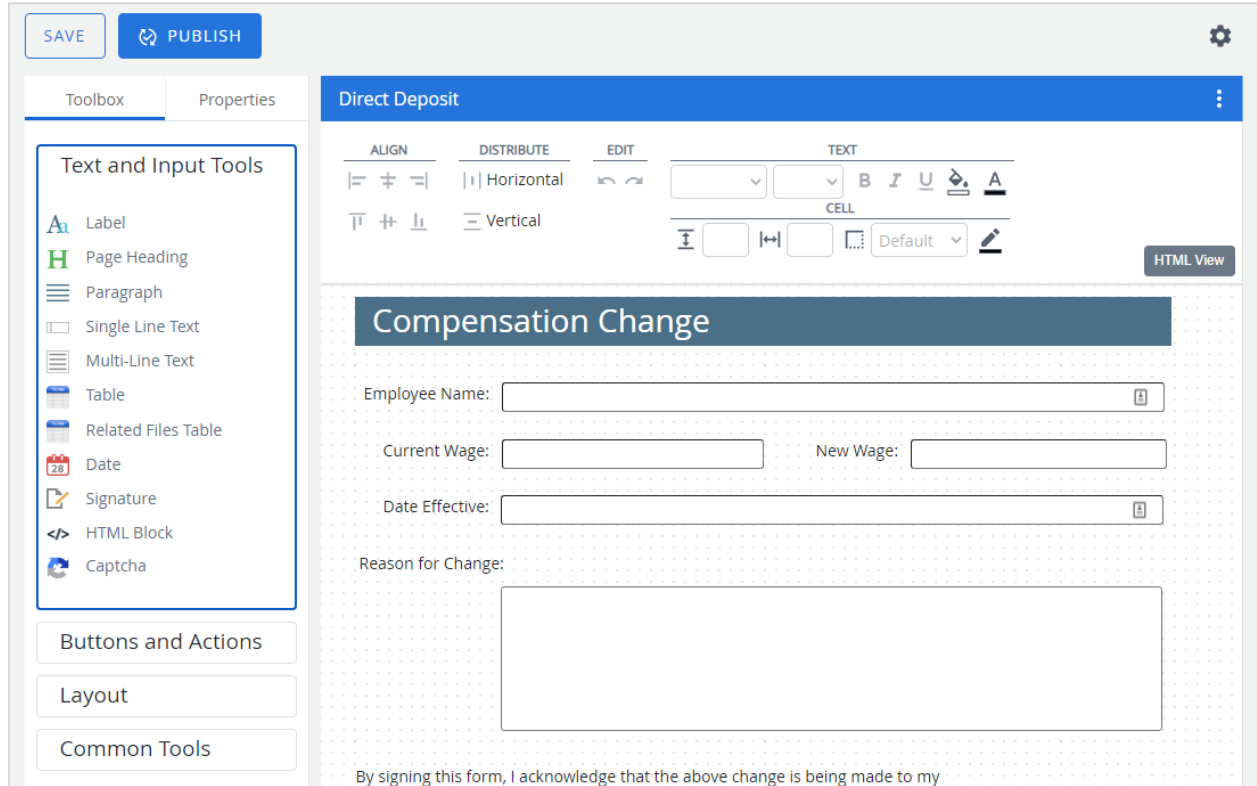 SAVE
PUBLISH
Toolbox
Properties
Text and Input Tools
Aa Label
H Page Heading
Paragraph
Single Line Text
Multi-Line Text
Table
Related Files Table
28 Date
Signature
</> HTML Block
Captcha
Buttons and Actions
Layout
Common Tools
Direct Deposit
ALIGN
DISTRIBUTE
EDIT
TEXT
Horizontal
B I U A
Vertical
CELL
Default
HTML View
Compensation Change
Employee Name:
Current Wage:
New Wage:
Date Effective:
Reason for Change:
By signing this form, I acknowledge that the above change is being made to my